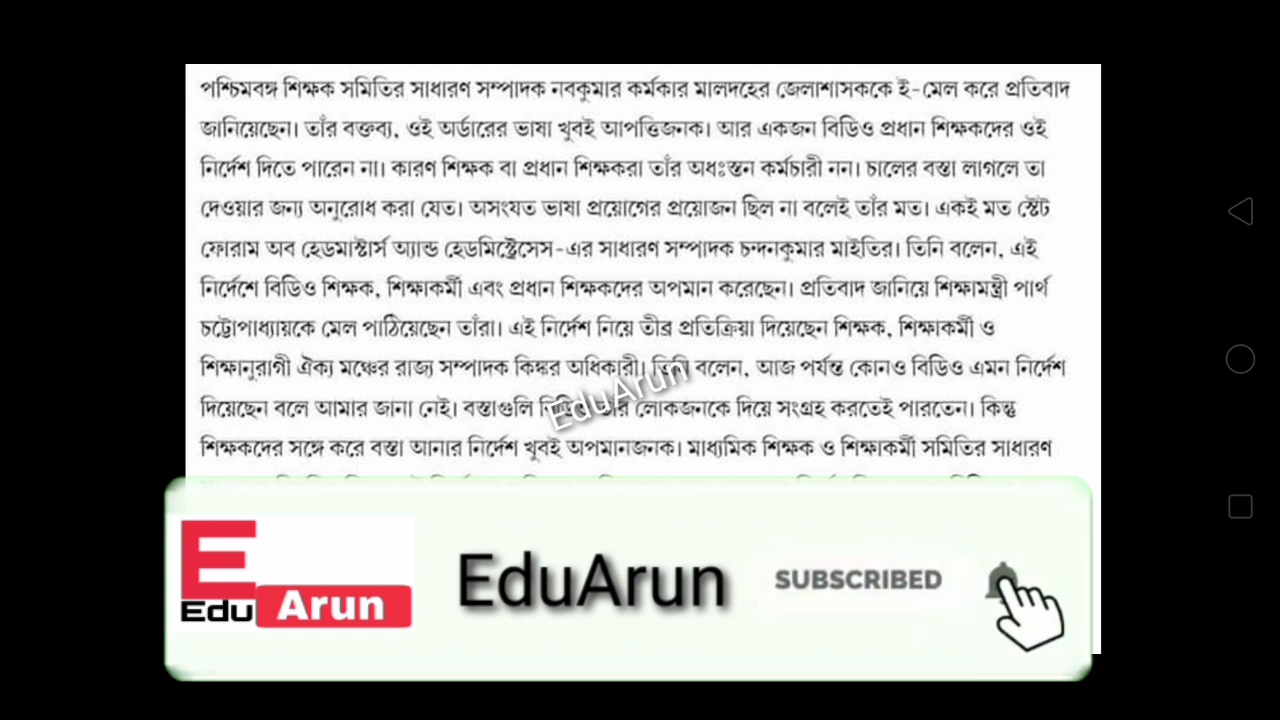 পশ্চিমবঙ্গ শিক্ষক সমিতির সাধারণ সম্পাদক নবকুমার কর্মকার মালদহের জেলাশাসককে ই-মেল করে প্রতিবাদ
জানিয়েছেন। তাঁর বক্তব্য, ওই অর্ডারের ভাষা খুবই আপত্তিজনক। আর একজন বিডিও প্রধান শিক্ষকদের ওই
নির্দেশ দিতে পারেন না। কারণ শিক্ষক বা প্রধান শিক্ষকরা তাঁর অধঃস্তন কর্মচারী নন। চালের বস্তা লাগলে তা
দেওয়ার জন্য অনুরোধ করা যেত। অসংযত ভাষা প্রয়োগের প্রয়োজন ছিল না বলেই তাঁর মত। একই মত স্টেট
ফোরাম অব হেডমাস্টার্স অ্যান্ড হেডমিস্ট্রেসেস-এর সাধারণ সম্পাদক চন্দনকুমার মাইতির। তিনি বলেন, এই
নির্দেশে বিডিও শিক্ষক, শিক্ষাকর্মী এবং প্রধান শিক্ষকদের অপমান করেছেন। প্রতিবাদ জানিয়ে শিক্ষামন্ত্রী পার্থ
চট্টোপাধ্যায়কে মেল পাঠিয়েছেন তাঁরা। এই নির্দেশ নিয়ে তীব্র প্রতিক্রিয়া দিয়েছেন শিক্ষক, শিক্ষাকর্মী ও
শিক্ষানুরাগী ঐক্য মঞ্চের রাজ্য সম্পাদক কিঙ্কর অধিকারী। তিনি বলেন, আজ পর্যন্ত কোনও বিডিও এমন নির্দেশ
দিয়েছেন বলে আমার জানা নেই। বস্তাগুলি তাঁর লোকজনকে দিয়ে সংগ্রহ করতেই পারতেন। কিন্তু
শিক্ষকদের সঙ্গে করে বস্তা আনার নির্দেশ খুবই অপমানজনক। মাধ্যমিক শিক্ষক ও শিক্ষাকর্মী সমিতির সাধারণ
EduArun
E
Edu Arun
EduArun
SUBSCRIBED